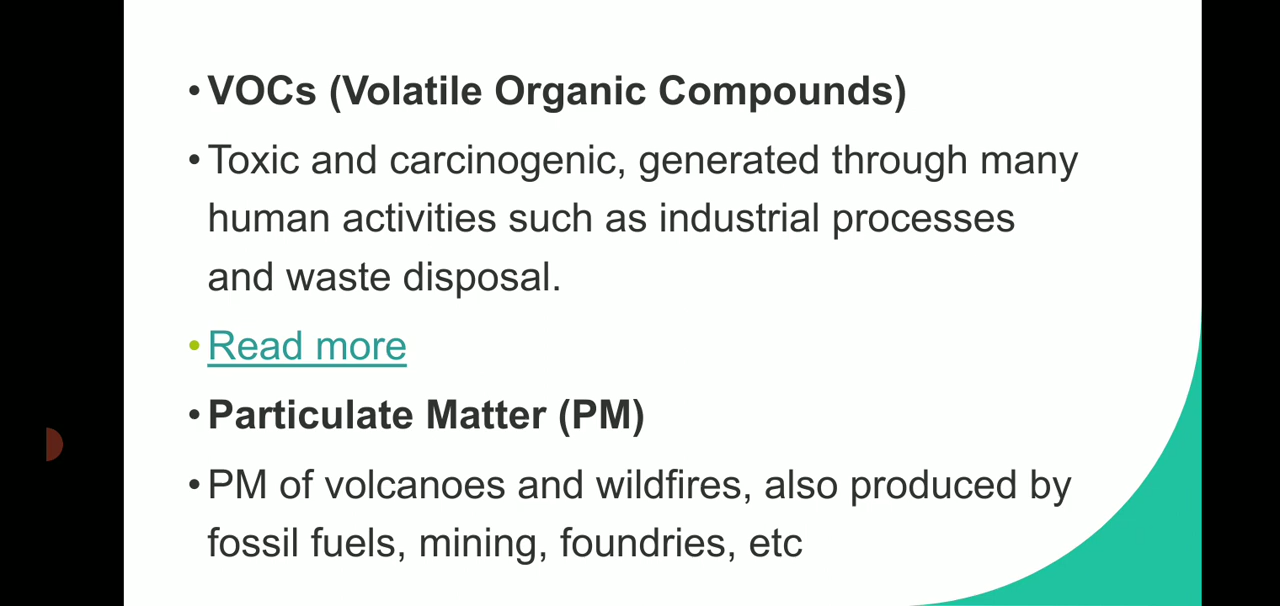 • VOCs (Volatile Organic Compounds)
• Toxic and carcinogenic, generated through many
human activities such as industrial processes
and waste disposal.
• Read more
• Particulate Matter (PM)
• PM of volcanoes and wildfires, also produced by
fossil fuels, mining, foundries, etc